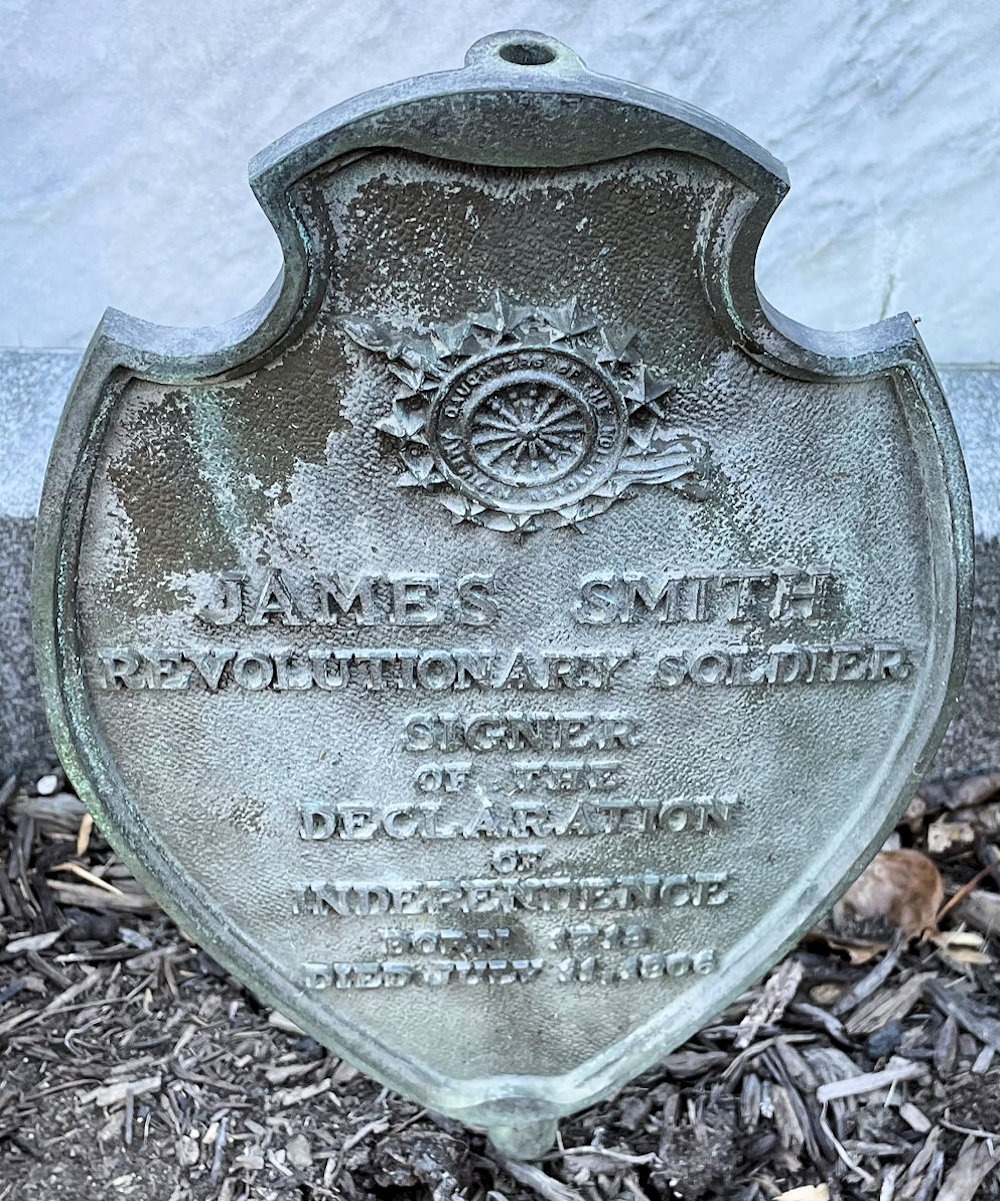 JAMES SMITH
REVOLUTIONARY SOLDIER
SIGNER
OF THE
DECLARATION
OF
INDEPENDENCE
BORN 1713
DIED JULY 11, 1806